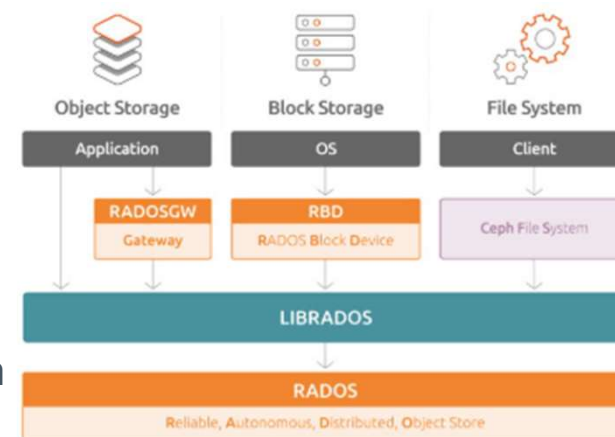 Object Storage
Block Storage
File System
Application
OS
Client
RADOSGW
Gateway
RBD
RADOS Block Device
Ceph File System
LIBRADOS
RADOS
Reliable, Autonomous, Distributed, Object Store